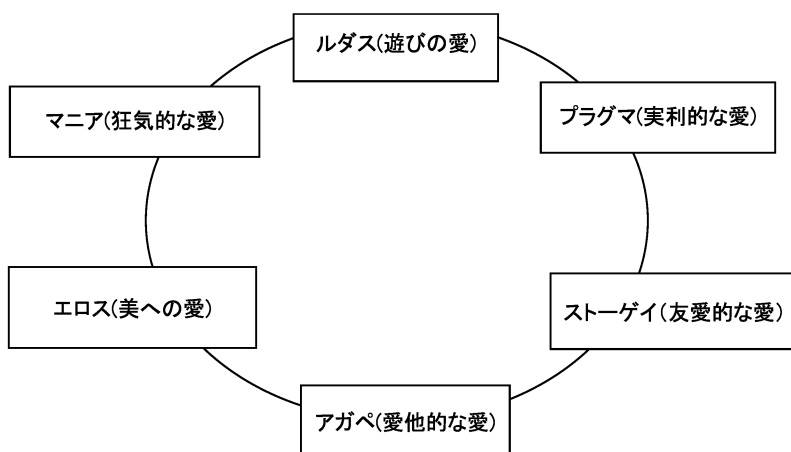 ルダス(遊びの愛)
マニア(狂気的な愛)
プラグマ(実利的な愛)
エロス(美への愛)
ストーゲイ(友愛的な愛)
アガペ(愛他的な愛)